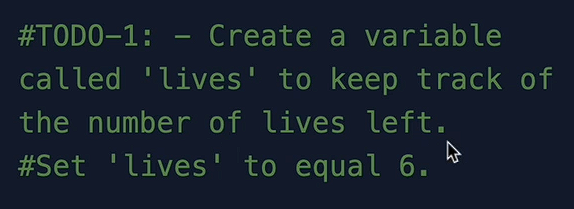 #TODO-1: - Create a variable
called 'lives' to keep track of
the number of lives left.
#Set 'lives' to equal 6.